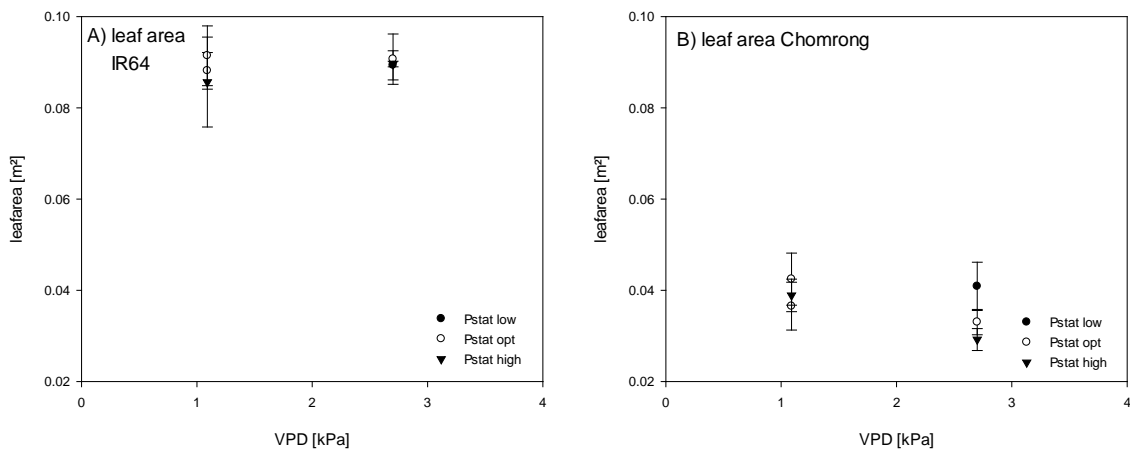 A) leaf area
IR64
0.10
0.08
0.06
0.04
0.02
leafarea [m²]
0
1
2
3
4
VPD [kPa]
Pstat low
Pstat opt
Pstat high
B) leaf area Chomrong
0.10
0.08
0.06
0.04
0.02
leafarea [m²]
0
1
2
3
4
VPD [kPa]
Pstat low
Pstat opt
Pstat high